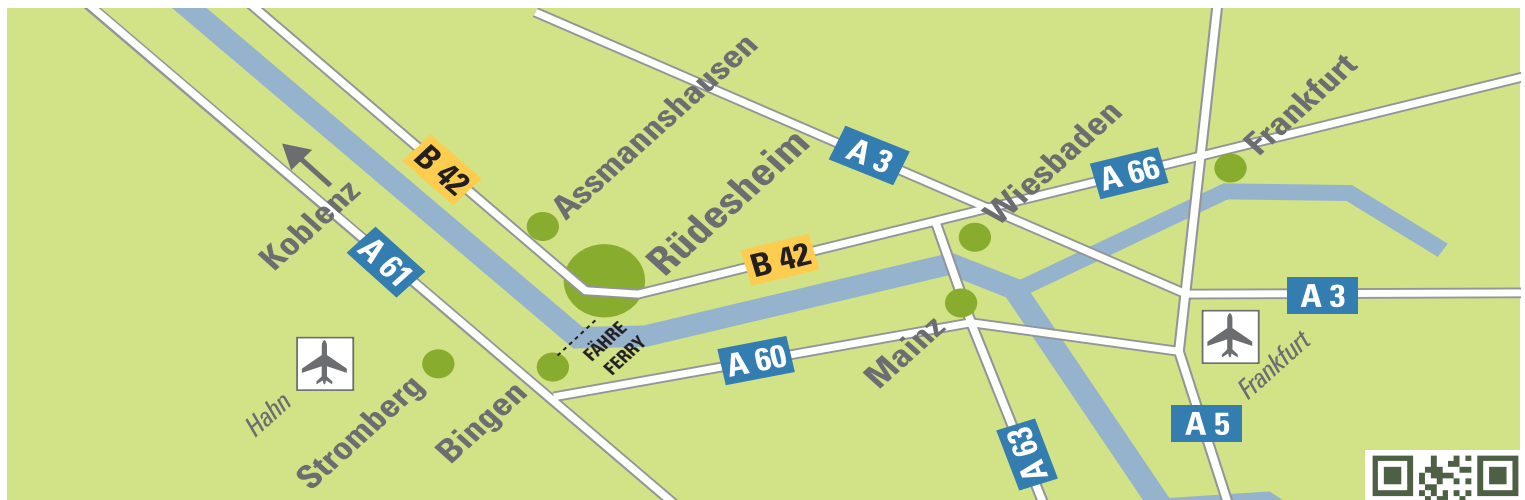 Assmannshausen
Frankfurt
B 42
A 3
Wiesbaden
A 66
Rüdesheim
Koblenz
A 61
B 42
A 3
FÄHRE
FERRY
Mainz
A 60
Frankfurt
Hahn
Stromberg
Bingen
A 5
A 63